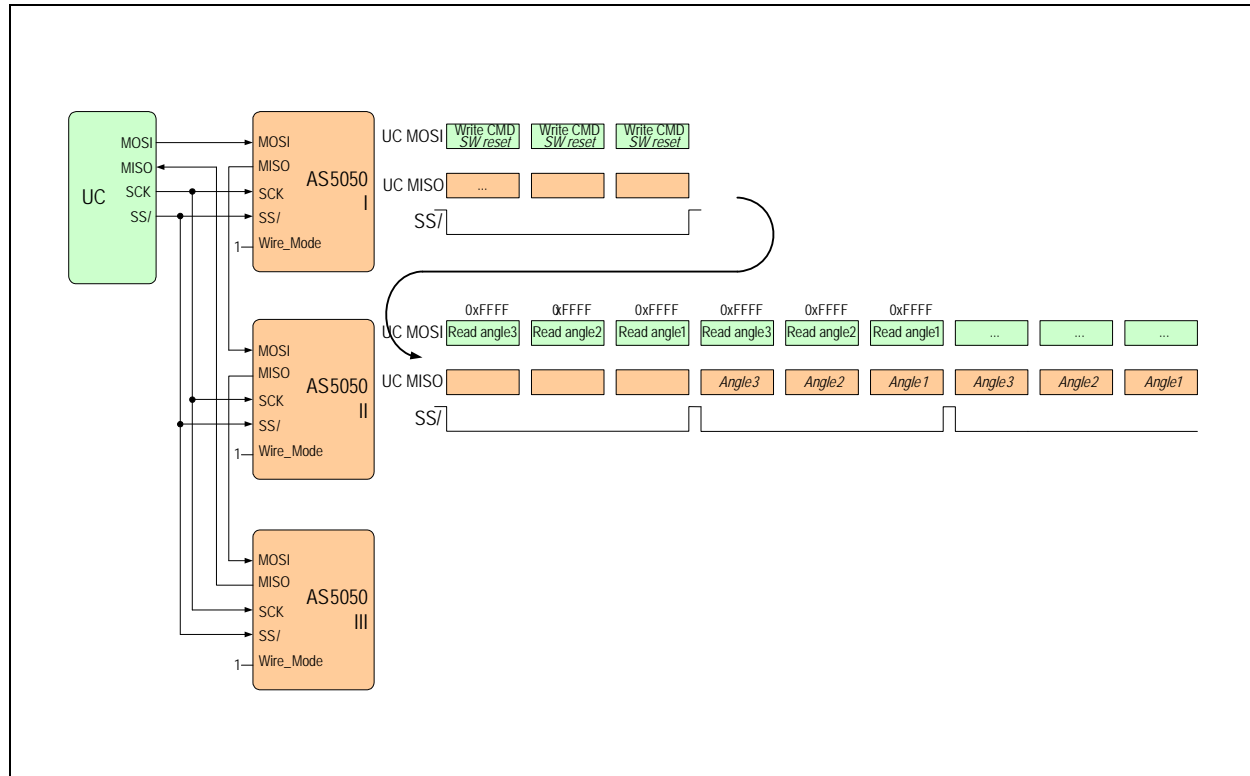 UC
MOSI
MISO
SCK
SS/
MOSI
MISO
SCK
SS/
1 Wire_Mode
AS5050
I
UC MOSI Write CMD Write CMD Write CMD
SW reset SW reset SW reset
UC MISO ...
SS/
MOSI
MISO
SCK
SS/
1 Wire_Mode
AS5050
II
0xFFFF 0xFFFF 0xFFFF 0xFFFF 0xFFFF 0xFFFF
UC MOSI Read angle3 Read angle2 Read angle1 Read angle3 Read angle2 Read angle1 ... ... ...
UC MISO Angle3 Angle2 Angle1 Angle3 Angle2 Angle1
SS/
MOSI
MISO
SCK
SS/
1 Wire_Mode
AS5050
III